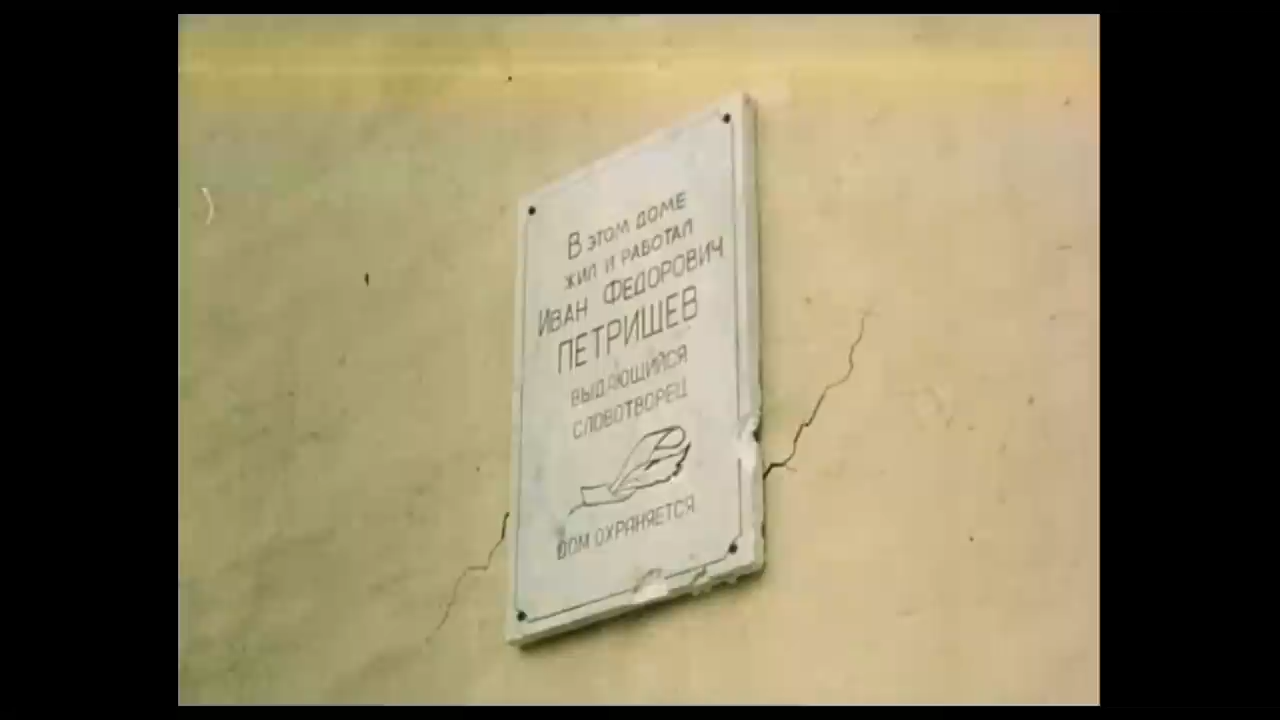 В этом доме
жил и работал
Иван Федорович
ПЕТРИЩЕВ
выдающийся
словотворец
дом охраняется